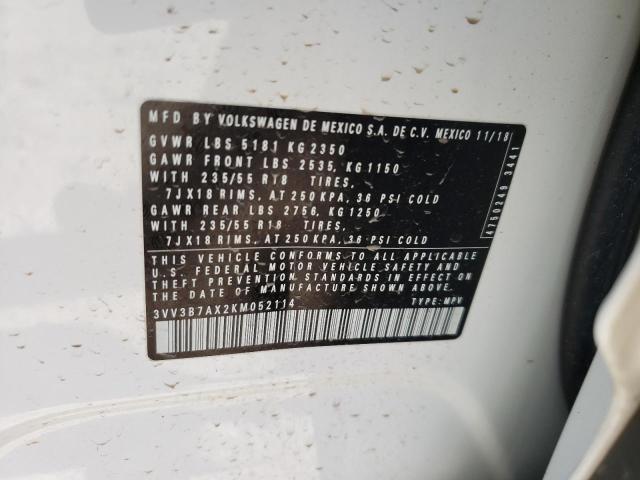 MFD BY VOLKSWAGEN DE MEXICO S.A. DE C.V. MEXICO 11/18
GVWR LBS 5181 KG 2350
GAWR FRONT LBS 2535, KG 1150
WITH 235/55 R18 TIRES,
7JX18 RIMS, AT 250 KPA, 36 PSI COLD
GAWR REAR LBS 2756, KG 1250
WITH 235/55 R18 TIRES,
7JX18 RIMS, AT 250 KPA, 36 PSI COLD
THIS VEHICLE CONFORMS TO ALL APPLICABLE
U.S. FEDERAL MOTOR VEHICLE SAFETY AND
THEFT PREVENTION STANDARDS IN EFFECT ON THE
DATE OF MANUFACTURE SHOWN ABOVE.
3VV3B7AX2KM052114 TYPE: MPV
4750249 3441